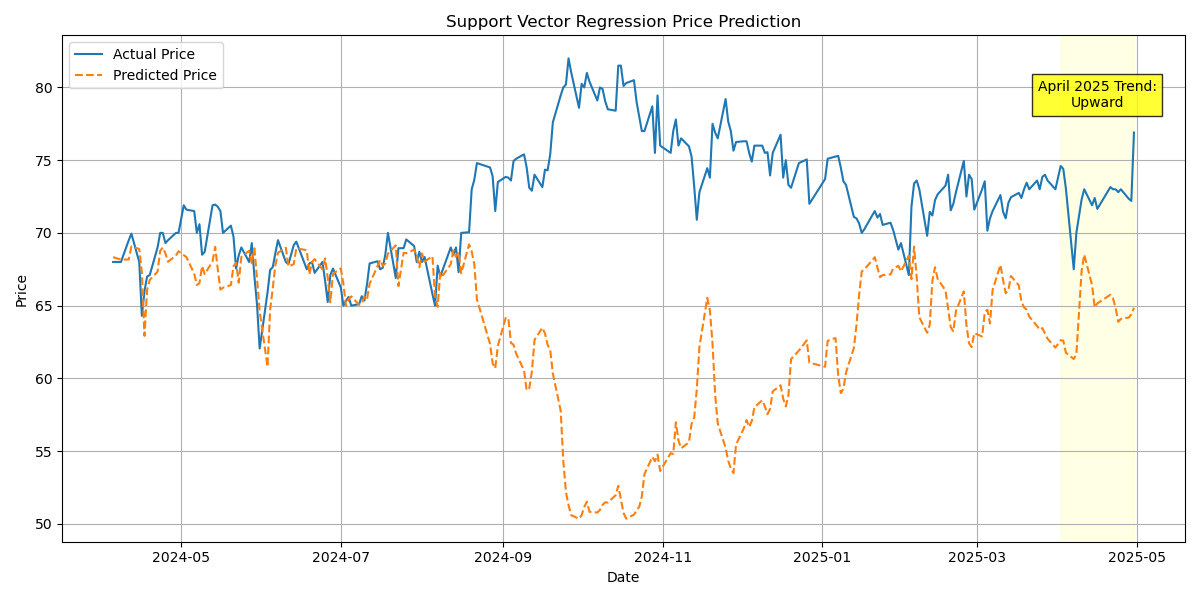 Support Vector Regression Price Prediction
Actual Price
Predicted Price
April 2025 Trend:
Upward
Price
80
75
70
65
60
55
50
2024-05
2024-07
2024-09
2024-11
2025-01
2025-03
2025-05
Date